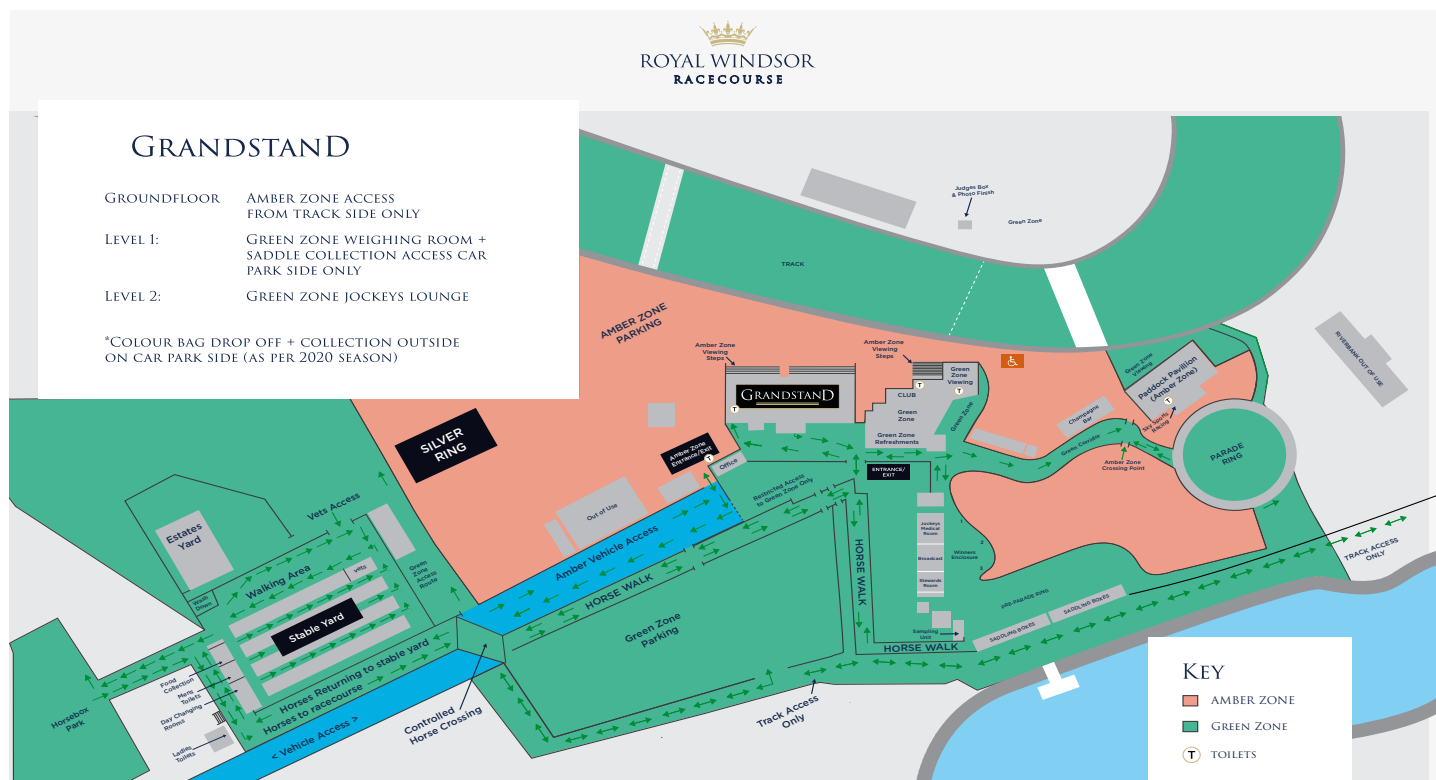 ROYAL WINDSOR
RACECOURSE
GRANDSTAND
GROUNDFLOOR AMBER ZONE ACCESS
FROM TRACK SIDE ONLY
LEVEL 1: GREEN ZONE WEIGHING ROOM +
SADDLE COLLECTION ACCESS CAR
PARK SIDE ONLY
LEVEL 2: GREEN ZONE JOCKEYS LOUNGE
*COLOUR BAG DROP OFF + COLLECTION OUTSIDE
ON CAR PARK SIDE (AS PER 2020 SEASON)
Judges Box
& Photo Finish
Green Zone
TRACK
AMBER ZONE
PARKING
Amber Zone
Viewing
Steps
Amber Zone
Viewing
Steps
Green
Zone
Viewing
T
T
CLUB
GRANDSTAND
T
Green
Zone
Green Zone
Refreshments
Green Zone
Green Zone
Viewing
Paddock Pavilion
(Amber Zone)
T
Sky Sports
Racing
RIVERBANK OUT OF USE
Champagne
Bar
Green Corridor
Amber Zone
Crossing Point
PARADE
RING
SILVER
RING
Amber Zone
Entrance/Exit
T
Office
ENTRANCE/
EXIT
Restricted Access
to Green Zone Only
Out of Use
Amber Vehicle Access
HORSE WALK
HORSE WALK
HORSE WALK
Jockeys
Medical
Room
Broadcast
Stewards
Room
Winners
Enclosure
1
2
3
Sampling
Unit
PRE-PARADE RING
SADDLING BOXES
SADDLING BOXES
TRACK ACCESS
ONLY
Vets Access
Estates
Yard
Wash
Down
Walking Area
Vets
Green
Zone
Access
Route
Stable Yard
Horses Returning to stable yard
Horses to racecourse
< Vehicle Access >
Green Zone
Parking
Controlled
Horse Crossing
Track Access
Only
Horsebox
Park
Food
Collection
Mens
Toilets
Day Changing
Rooms
Ladies
Toilets
KEY
AMBER ZONE
GREEN ZONE
T TOILETS